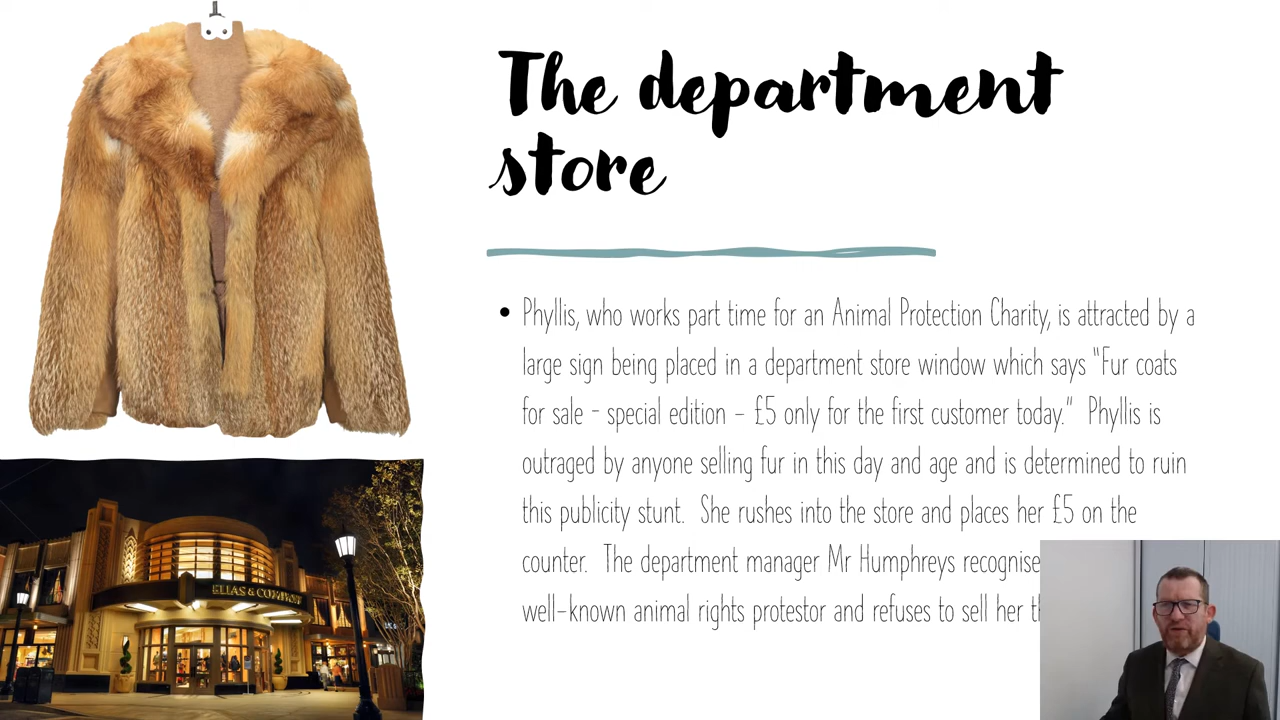 The department
store
• Phyllis, who works part time for an Animal Protection Charity, is attracted by a
large sign being placed in a department store window which says "Fur coats
for sale - special edition – £5 only for the first customer today." Phyllis is
outraged by anyone selling fur in this day and age and is determined to ruin
this publicity stunt. She rushes into the store and places her £5 on the
counter. The department manager Mr Humphreys recognise
well-known animal rights protestor and refuses to sell her
ELIAS & COMPANY